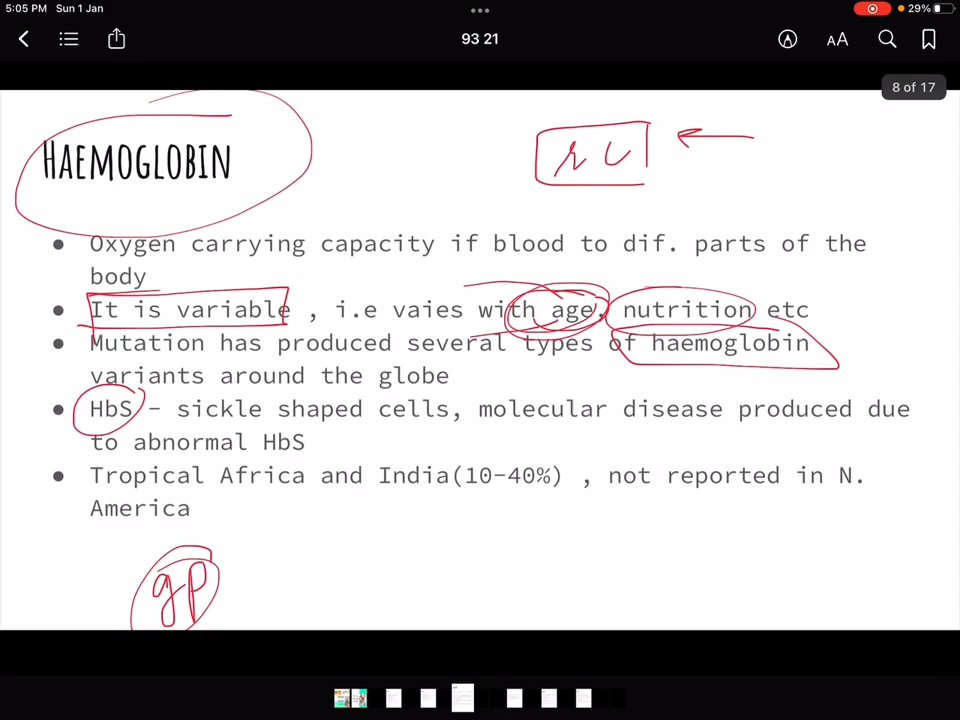 5:05 PM Sun 1 Jan
29%
93 21
AA
8 of 17
HAEMOGLOBIN
r c
● Oxygen carrying capacity if blood to dif. parts of the
body
● It is variable , i.e vaies with age, nutrition etc
● Mutation has produced several types of haemoglobin
variants around the globe
● HbS - sickle shaped cells, molecular disease produced due
to abnormal HbS
● Tropical Africa and India(10-40%) , not reported in N.
America
gp